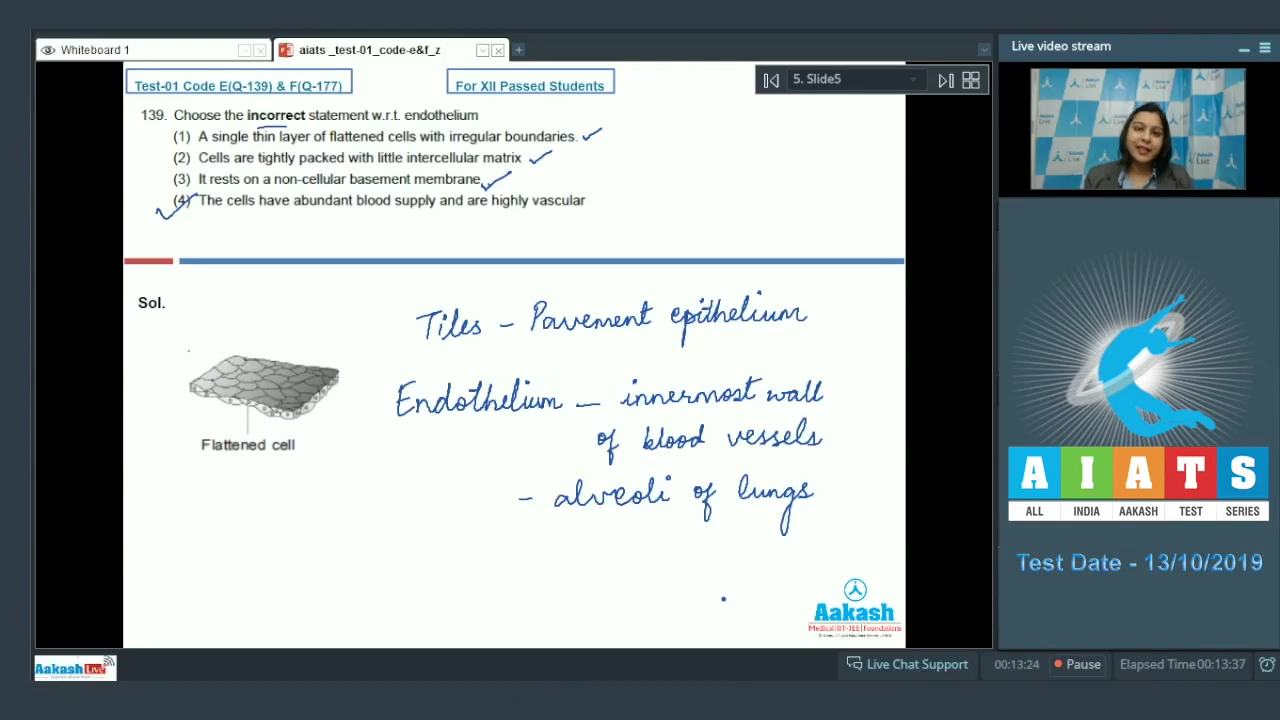 Whiteboard 1
aiats _test-01_code-e&f_z
Live video stream
Test-01 Code E(Q-139) & F(Q-177)
For XII Passed Students
5. Slide5
139. Choose the incorrect statement w.r.t. endothelium
(1) A single thin layer of flattened cells with irregular boundaries.
(2) Cells are tightly packed with little intercellular matrix
(3) It rests on a non-cellular basement membrane
(4) The cells have abundant blood supply and are highly vascular
Sol.
Tiles - Pavement epithelium
Endothelium - innermost wall
of blood vessels
- alveoli of lungs
Flattened cell
AIATS
ALL INDIA AAKASH TEST SERIES
Test Date - 13/10/2019
Aakash
Medical|IIT-JEE|Foundations
Aakash Live
Live Chat Support
00:13:24
Pause
Elapsed Time 00:13:37